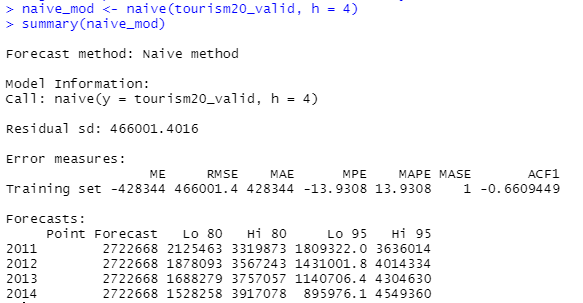 > naive_mod <- naive(tourism20_valid, h = 4)
> summary(naive_mod)
Forecast method: Naive method
Model Information:
Call: naive(y = tourism20_valid, h = 4)
Residual sd: 466001.4016
Error measures:
ME RMSE MAE MPE MAPE MASE ACF1
Training set -428344 466001.4 428344 -13.9308 13.9308 1 -0.6609449
Forecasts:
Point Forecast Lo 80 Hi 80 Lo 95 Hi 95
2011 2722668 2125463 3319873 1809322.0 3636014
2012 2722668 1878093 3567243 1431001.8 4014334
2013 2722668 1688279 3757057 1140706.4 4304630
2014 2722668 1528258 3917078 895976.1 4549360